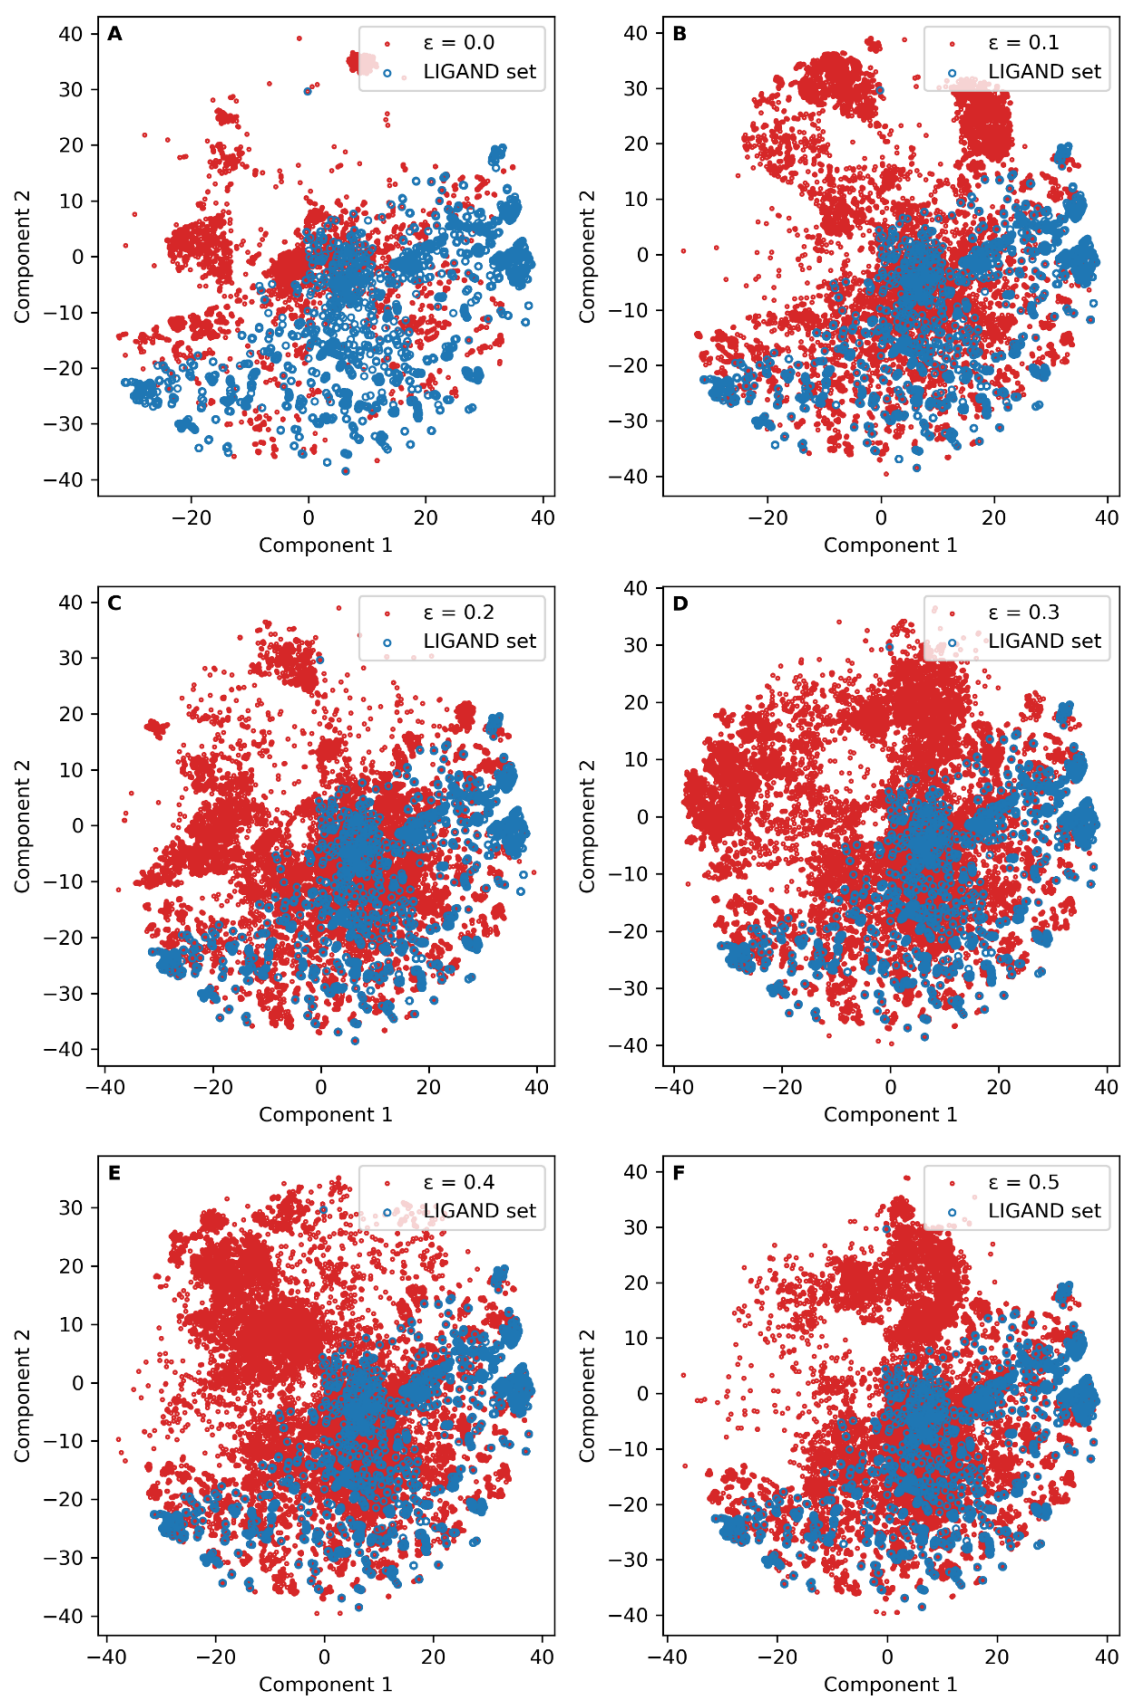 A
ε = 0.0
LIGAND set
40
30
20
10
0
−10
−20
−30
−40
Component 2
−20
0
20
40
Component 1
B
ε = 0.1
LIGAND set
40
30
20
10
0
−10
−20
−30
−40
Component 2
−20
0
20
40
Component 1
C
ε = 0.2
LIGAND set
40
30
20
10
0
−10
−20
−30
−40
Component 2
−40
−20
0
20
40
Component 1
D
ε = 0.3
LIGAND set
40
30
20
10
0
−10
−20
−30
−40
Component 2
−40
−20
0
20
40
Component 1
E
ε = 0.4
LIGAND set
30
20
10
0
−10
−20
−30
−40
Component 2
−40
−20
0
20
40
Component 1
F
ε = 0.5
LIGAND set
40
30
20
10
0
−10
−20
−30
−40
Component 2
−40
−20
0
20
40
Component 1